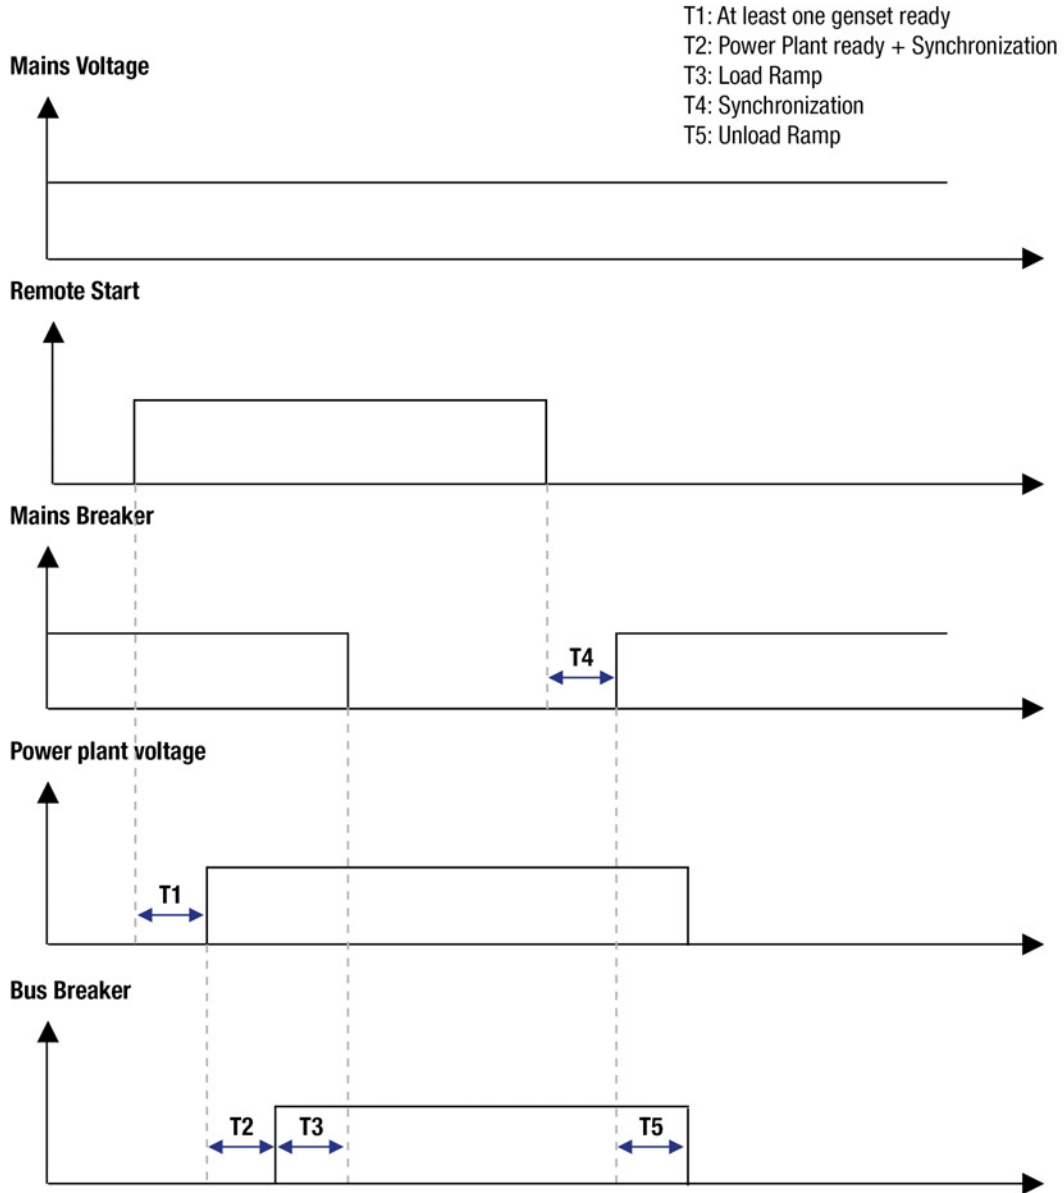 T1: At least one genset ready
T2: Power Plant ready + Synchronization
T3: Load Ramp
T4: Synchronization
T5: Unload Ramp
Mains Voltage
Remote Start
Mains Breaker
T4
Power plant voltage
T1
Bus Breaker
T2
T3
T5